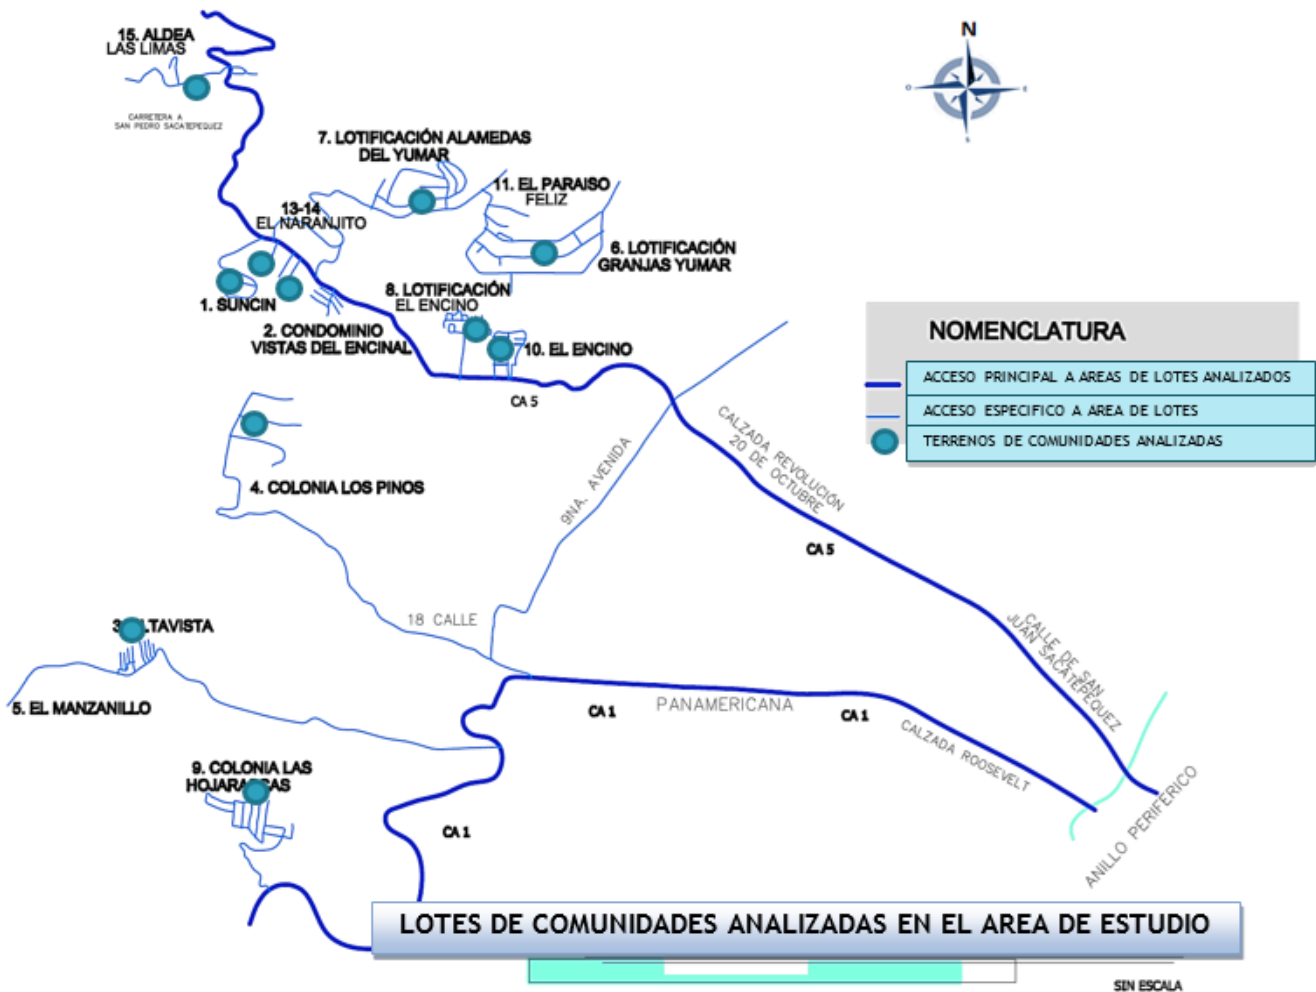 15. ALDEA
LAS LIMAS
CARRETERA A
SAN PEDRO SACATEPEQUEZ
N
7. LOTIFICACIÓN ALAMEDAS
DEL YUMAR
11. EL PARAISO
FELIZ
13-14
EL NARANJITO
6. LOTIFICACIÓN
GRANJAS YUMAR
1. SUNCIN
8. LOTIFICACIÓN
EL ENCINO
2. CONDOMINIO
VISTAS DEL ENCINAL
10. EL ENCINO
CA 5
NOMENCLATURA
ACCESO PRINCIPAL A AREAS DE LOTES ANALIZADOS
ACCESO ESPECIFICO A AREA DE LOTES
TERRENOS DE COMUNIDADES ANALIZADAS
CALZADA REVOLUCIÓN
20 DE OCTUBRE
9NA. AVENIDA
4. COLONIA LOS PINOS
CA 5
18 CALLE
CALLE DE SAN
JUAN SACATEPEQUEZ
3. ALTAVISTA
5. EL MANZANILLO
CA 1
PANAMERICANA
CA 1
CALZADA ROOSEVELT
9. COLONIA LAS
HOJARASCAS
CA 1
ANILLO PERIFERICO
LOTES DE COMUNIDADES ANALIZADAS EN EL AREA DE ESTUDIO
SIN ESCALA